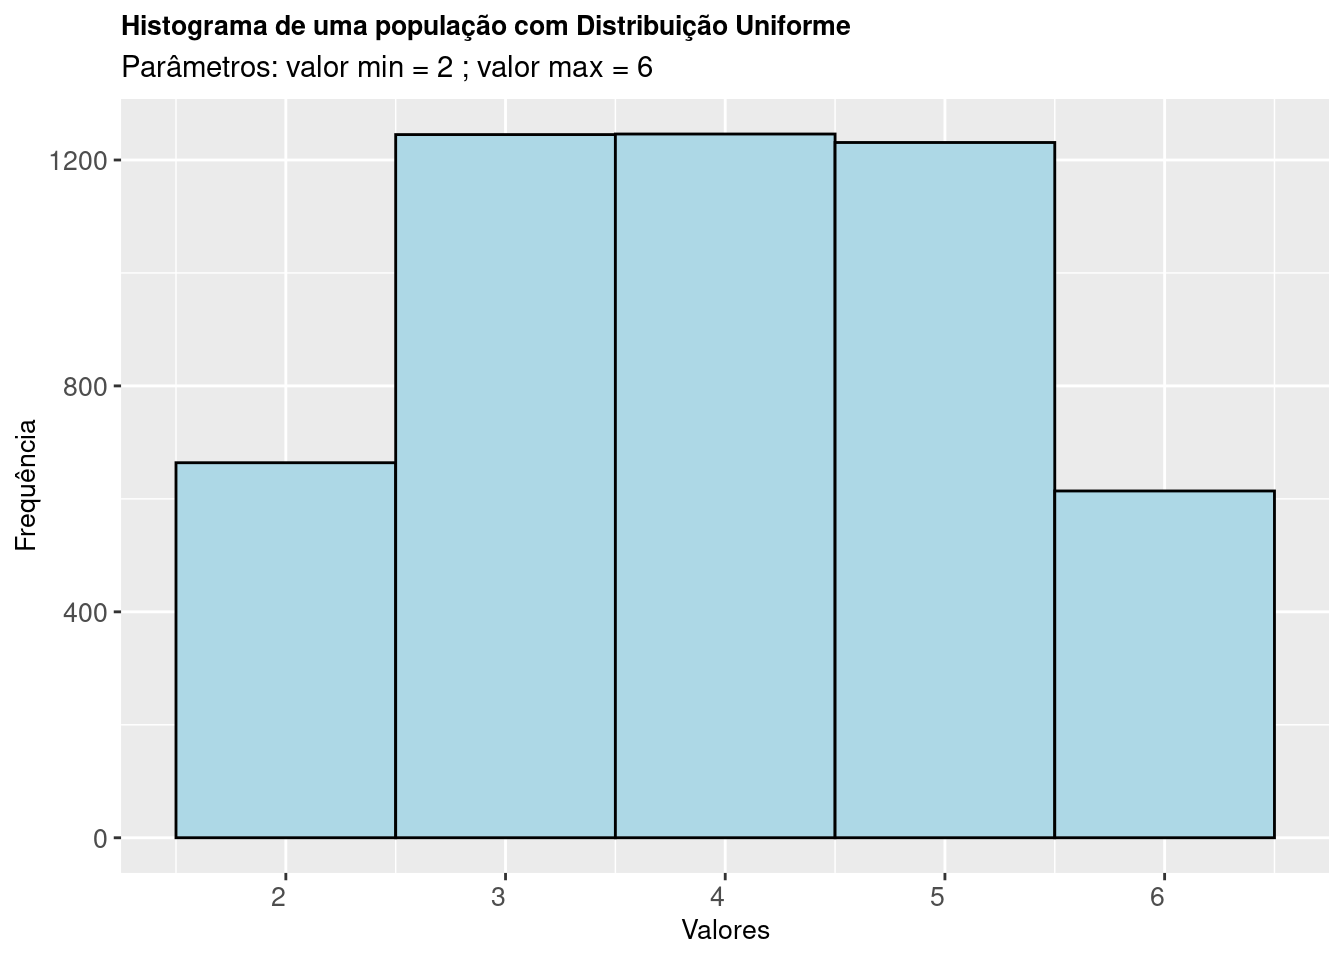 Histograma de uma população com Distribuição Uniforme
Parâmetros: valor min = 2 ; valor max = 6
1200
800
400
0
Frequência
2 3 4 5 6
Valores